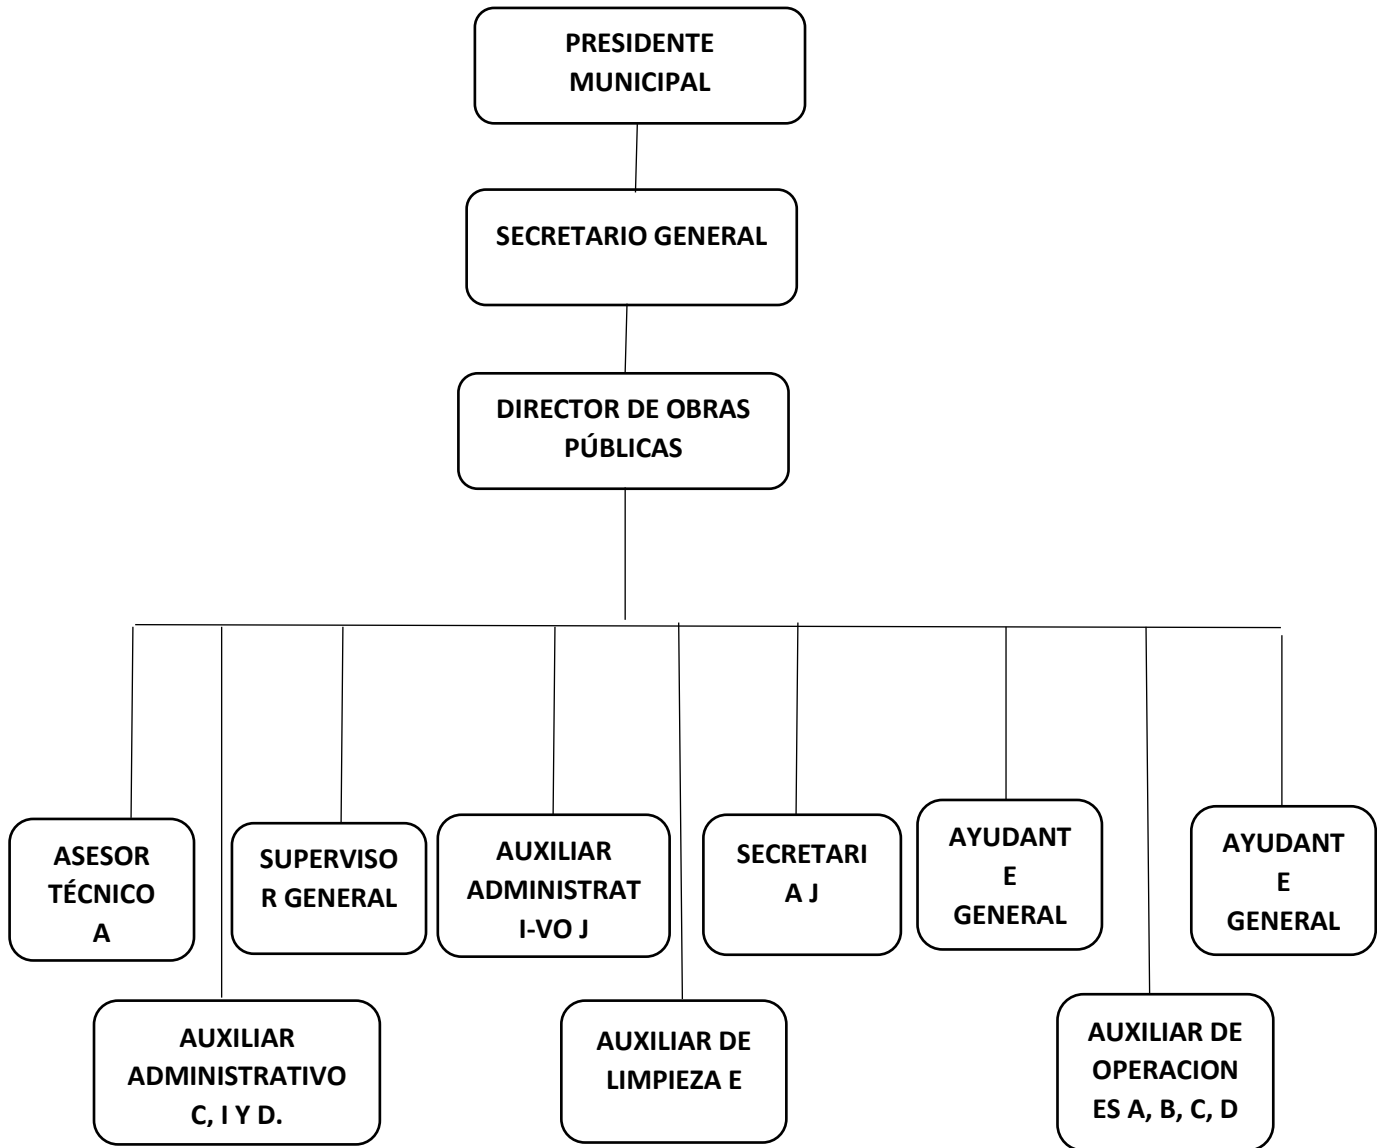 PRESIDENTE
MUNICIPAL
SECRETARIO GENERAL
DIRECTOR DE OBRAS
PÚBLICAS
ASESOR
TÉCNICO
A
SUPERVISO
R GENERAL
AUXILIAR
ADMINISTRAT
I-VO J
SECRETARI
A J
AYUDANT
E
GENERAL
AYUDANT
E
GENERAL
AUXILIAR
ADMINISTRATIVO
C, I Y D.
AUXILIAR DE
LIMPIEZA E
AUXILIAR DE
OPERACION
ES A, B, C, D